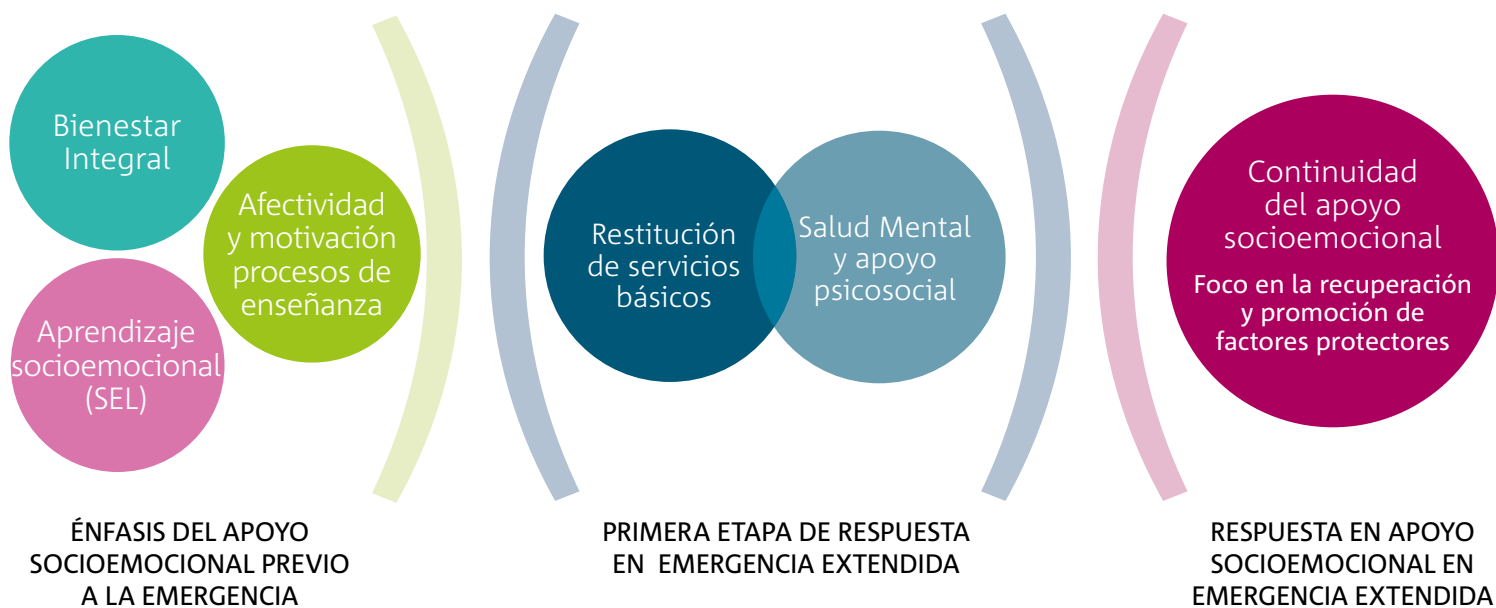 Bienestar
Integral
Afectividad
y motivación
procesos de
enseñanza
Aprendizaje
socioemocional
(SEL)
ÉNFASIS DEL APOYO
SOCIOEMOCIONAL PREVIO
A LA EMERGENCIA
Restitución
de servicios
básicos
Salud Mental
y apoyo
psicosocial
PRIMERA ETAPA DE RESPUESTA
EN EMERGENCIA EXTENDIDA
Continuidad
del apoyo
socioemocional
Foco en la recuperación
y promoción de
factores protectores
RESPUESTA EN APOYO
SOCIOEMOCIONAL EN
EMERGENCIA EXTENDIDA